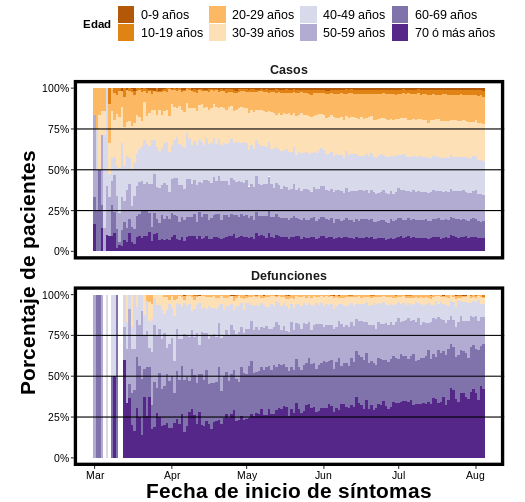 Edad
0-9 años 20-29 años 40-49 años 60-69 años
10-19 años 30-39 años 50-59 años 70 ó más años
Casos
100%
75%
50%
25%
0%
Defunciones
100%
75%
50%
25%
0%
Porcentaje de pacientes
Mar Apr May Jun Jul Aug
Fecha de inicio de síntomas